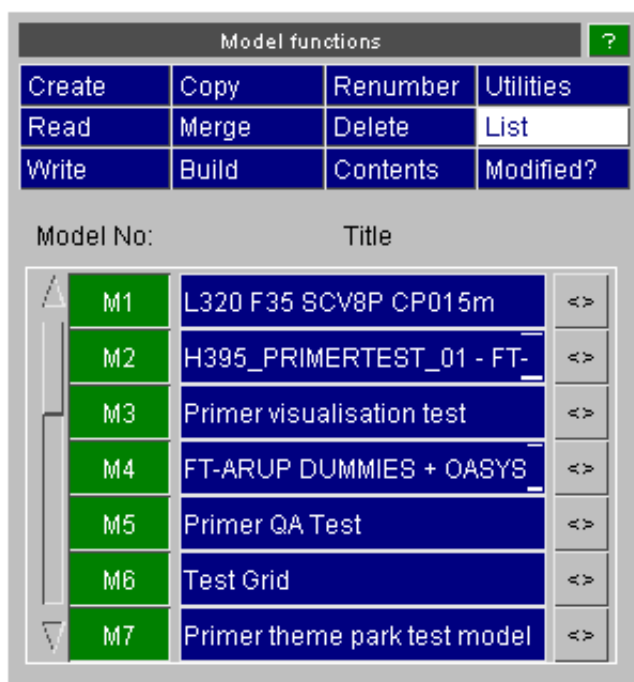 Model functions ?
Create Copy Renumber Utilities
Read Merge Delete List
Write Build Contents Modified?
Model No: Title
M1 L320 F35 SCV8P CP015m <>
M2 H395_PRIMERTEST_01 - FT- <>
M3 Primer visualisation test <>
M4 FT-ARUP DUMMIES + OASYS <>
M5 Primer QA Test <>
M6 Test Grid <>
M7 Primer theme park test model <>